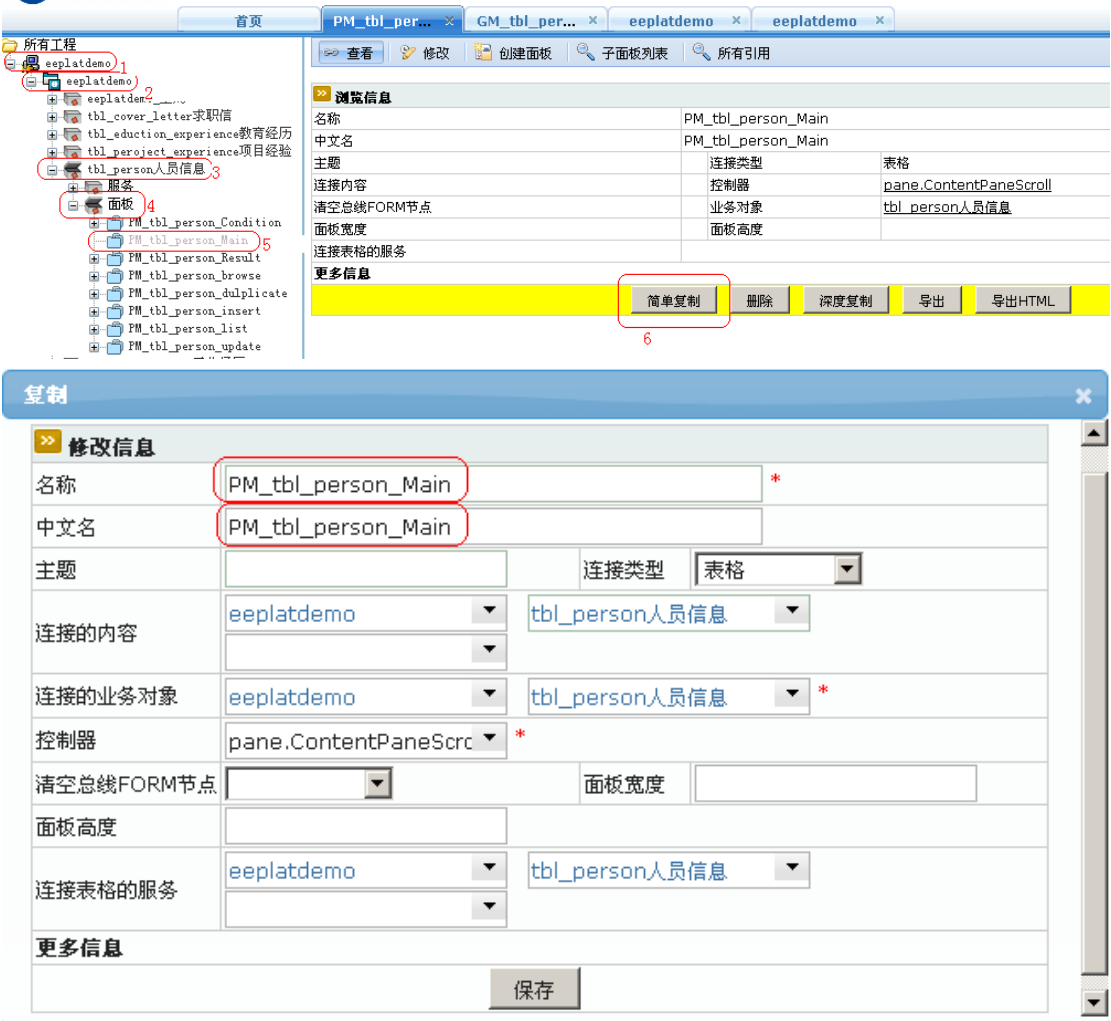 首页 PM_tbl_per... × GM_tbl_per... × eeplatdemo × eeplatdemo ×
所有工程
eeplatdemo 1
eeplatdemo 2
tbl_cover_letter求职信
tbl_eduction_experience教育经历
tbl_peroject_experience项目经验
tbl_person人员信息 3
服务
面板 4
PM_tbl_person_Condition
PM_tbl_person_Main 5
PM_tbl_person_Result
PM_tbl_person_browse
PM_tbl_person_dulplicate
PM_tbl_person_insert
PM_tbl_person_list
PM_tbl_person_update
查看 修改 创建面板 子面板列表 所有引用
浏览信息
名称 PM_tbl_person_Main
中文名 PM_tbl_person_Main
主题 连接类型 表格
连接内容 控制器 pane.ContentPaneScroll
清空总线FORM节点 业务对象 tbl_person人员信息
面板宽度 面板高度
连接表格的服务
更多信息
简单复制 删除 深度复制 导出 导出HTML
6
复制 ×
修改信息
名称 PM_tbl_person_Main *
中文名 PM_tbl_person_Main
主题 连接类型 表格
连接的内容 eeplatdemo tbl_person人员信息
连接的业务对象 eeplatdemo tbl_person人员信息 *
控制器 pane.ContentPaneScrc *
清空总线FORM节点 面板宽度
面板高度
连接表格的服务 eeplatdemo tbl_person人员信息
更多信息
保存